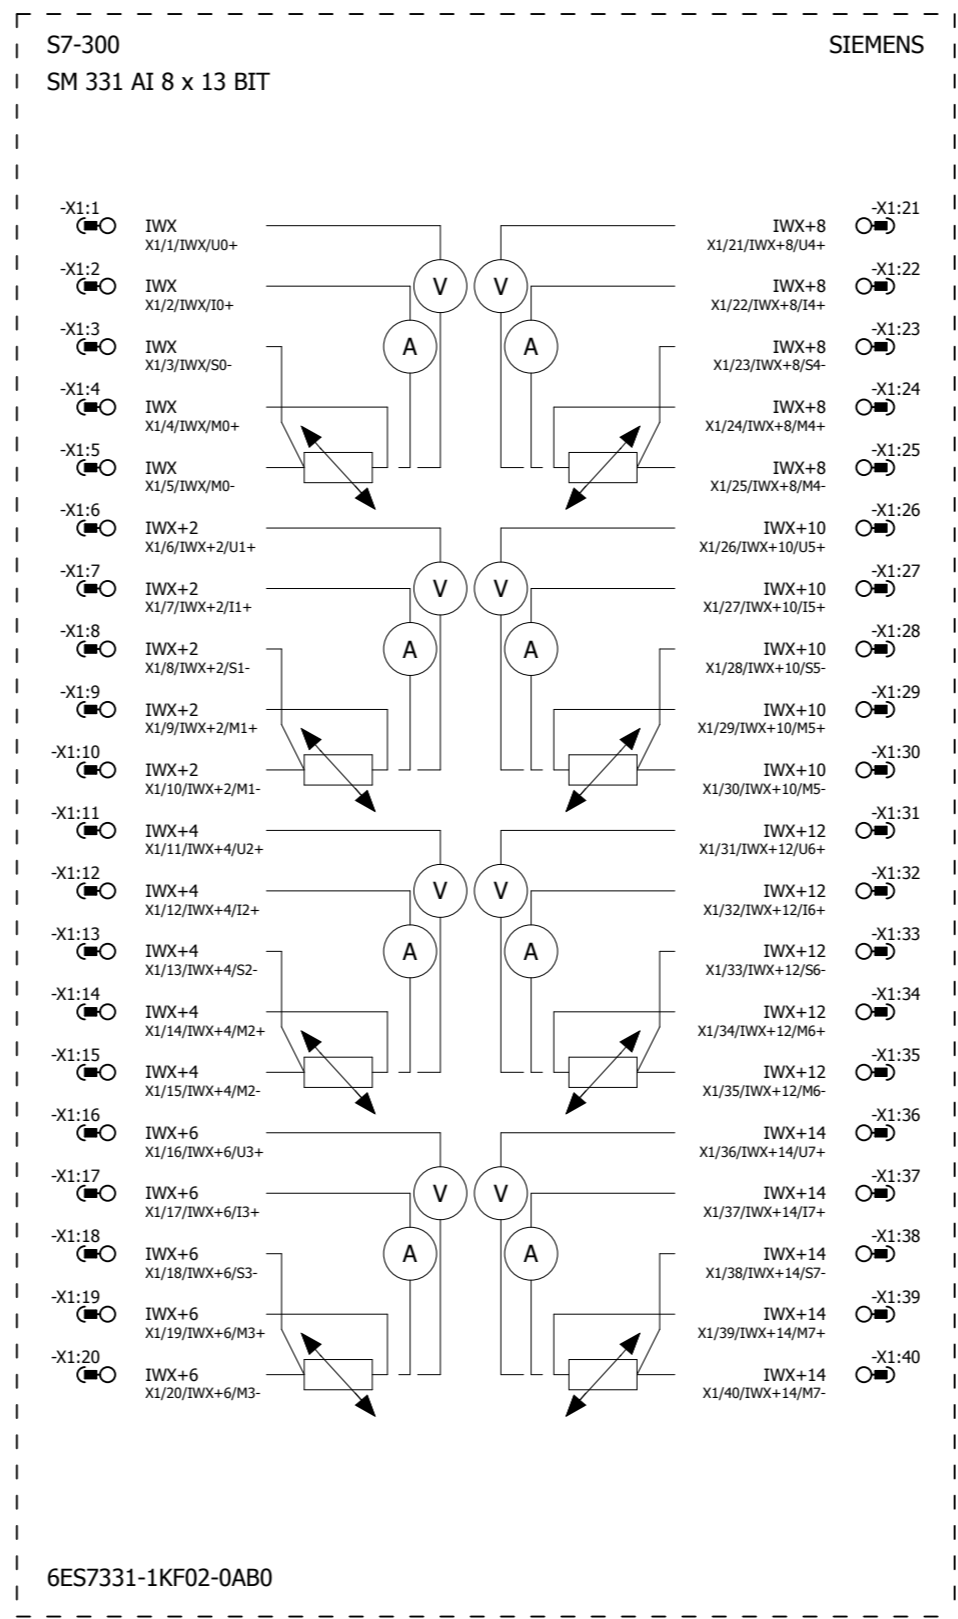 S7-300 SIEMENS
SM 331 AI 8 x 13 BIT
-X1:1
IWX
X1/1/IWX/U0+
-X1:2
IWX
X1/2/IWX/I0+
-X1:3
IWX
X1/3/IWX/S0-
-X1:4
IWX
X1/4/IWX/M0+
-X1:5
IWX
X1/5/IWX/M0-
-X1:6
IWX+2
X1/6/IWX+2/U1+
-X1:7
IWX+2
X1/7/IWX+2/I1+
-X1:8
IWX+2
X1/8/IWX+2/S1-
-X1:9
IWX+2
X1/9/IWX+2/M1+
-X1:10
IWX+2
X1/10/IWX+2/M1-
-X1:11
IWX+4
X1/11/IWX+4/U2+
-X1:12
IWX+4
X1/12/IWX+4/I2+
-X1:13
IWX+4
X1/13/IWX+4/S2-
-X1:14
IWX+4
X1/14/IWX+4/M2+
-X1:15
IWX+4
X1/15/IWX+4/M2-
-X1:16
IWX+6
X1/16/IWX+6/U3+
-X1:17
IWX+6
X1/17/IWX+6/I3+
-X1:18
IWX+6
X1/18/IWX+6/S3-
-X1:19
IWX+6
X1/19/IWX+6/M3+
-X1:20
IWX+6
X1/20/IWX+6/M3-
V V
A A
V V
A A
V V
A A
V V
A A
-X1:21
IWX+8
X1/21/IWX+8/U4+
-X1:22
IWX+8
X1/22/IWX+8/I4+
-X1:23
IWX+8
X1/23/IWX+8/S4-
-X1:24
IWX+8
X1/24/IWX+8/M4+
-X1:25
IWX+8
X1/25/IWX+8/M4-
-X1:26
IWX+10
X1/26/IWX+10/U5+
-X1:27
IWX+10
X1/27/IWX+10/I5+
-X1:28
IWX+10
X1/28/IWX+10/S5-
-X1:29
IWX+10
X1/29/IWX+10/M5+
-X1:30
IWX+10
X1/30/IWX+10/M5-
-X1:31
IWX+12
X1/31/IWX+12/U6+
-X1:32
IWX+12
X1/32/IWX+12/I6+
-X1:33
IWX+12
X1/33/IWX+12/S6-
-X1:34
IWX+12
X1/34/IWX+12/M6+
-X1:35
IWX+12
X1/35/IWX+12/M6-
-X1:36
IWX+14
X1/36/IWX+14/U7+
-X1:37
IWX+14
X1/37/IWX+14/I7+
-X1:38
IWX+14
X1/38/IWX+14/S7-
-X1:39
IWX+14
X1/39/IWX+14/M7+
-X1:40
IWX+14
X1/40/IWX+14/M7-
6ES7331-1KF02-0AB0